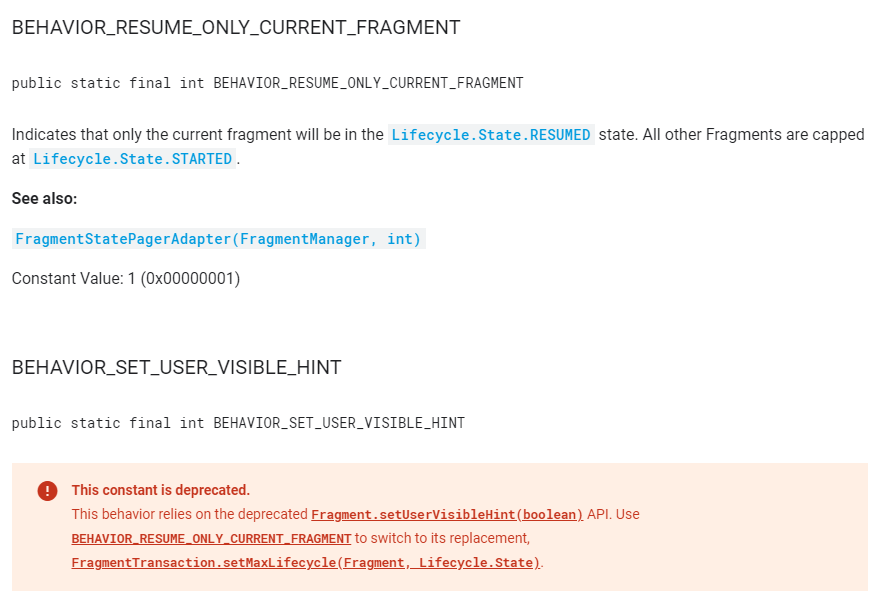 BEHAVIOR_RESUME_ONLY_CURRENT_FRAGMENT
public static final int BEHAVIOR_RESUME_ONLY_CURRENT_FRAGMENT
Indicates that only the current fragment will be in the Lifecycle.State.RESUMED state. All other Fragments are capped
at Lifecycle.State.STARTED.
See also:
FragmentStatePagerAdapter(FragmentManager, int)
Constant Value: 1 (0x00000001)
BEHAVIOR_SET_USER_VISIBLE_HINT
public static final int BEHAVIOR_SET_USER_VISIBLE_HINT
This constant is deprecated.
This behavior relies on the deprecated Fragment.setUserVisibleHint(boolean) API. Use
BEHAVIOR_RESUME_ONLY_CURRENT_FRAGMENT to switch to its replacement,
FragmentTransaction.setMaxLifecycle(Fragment, Lifecycle.State).